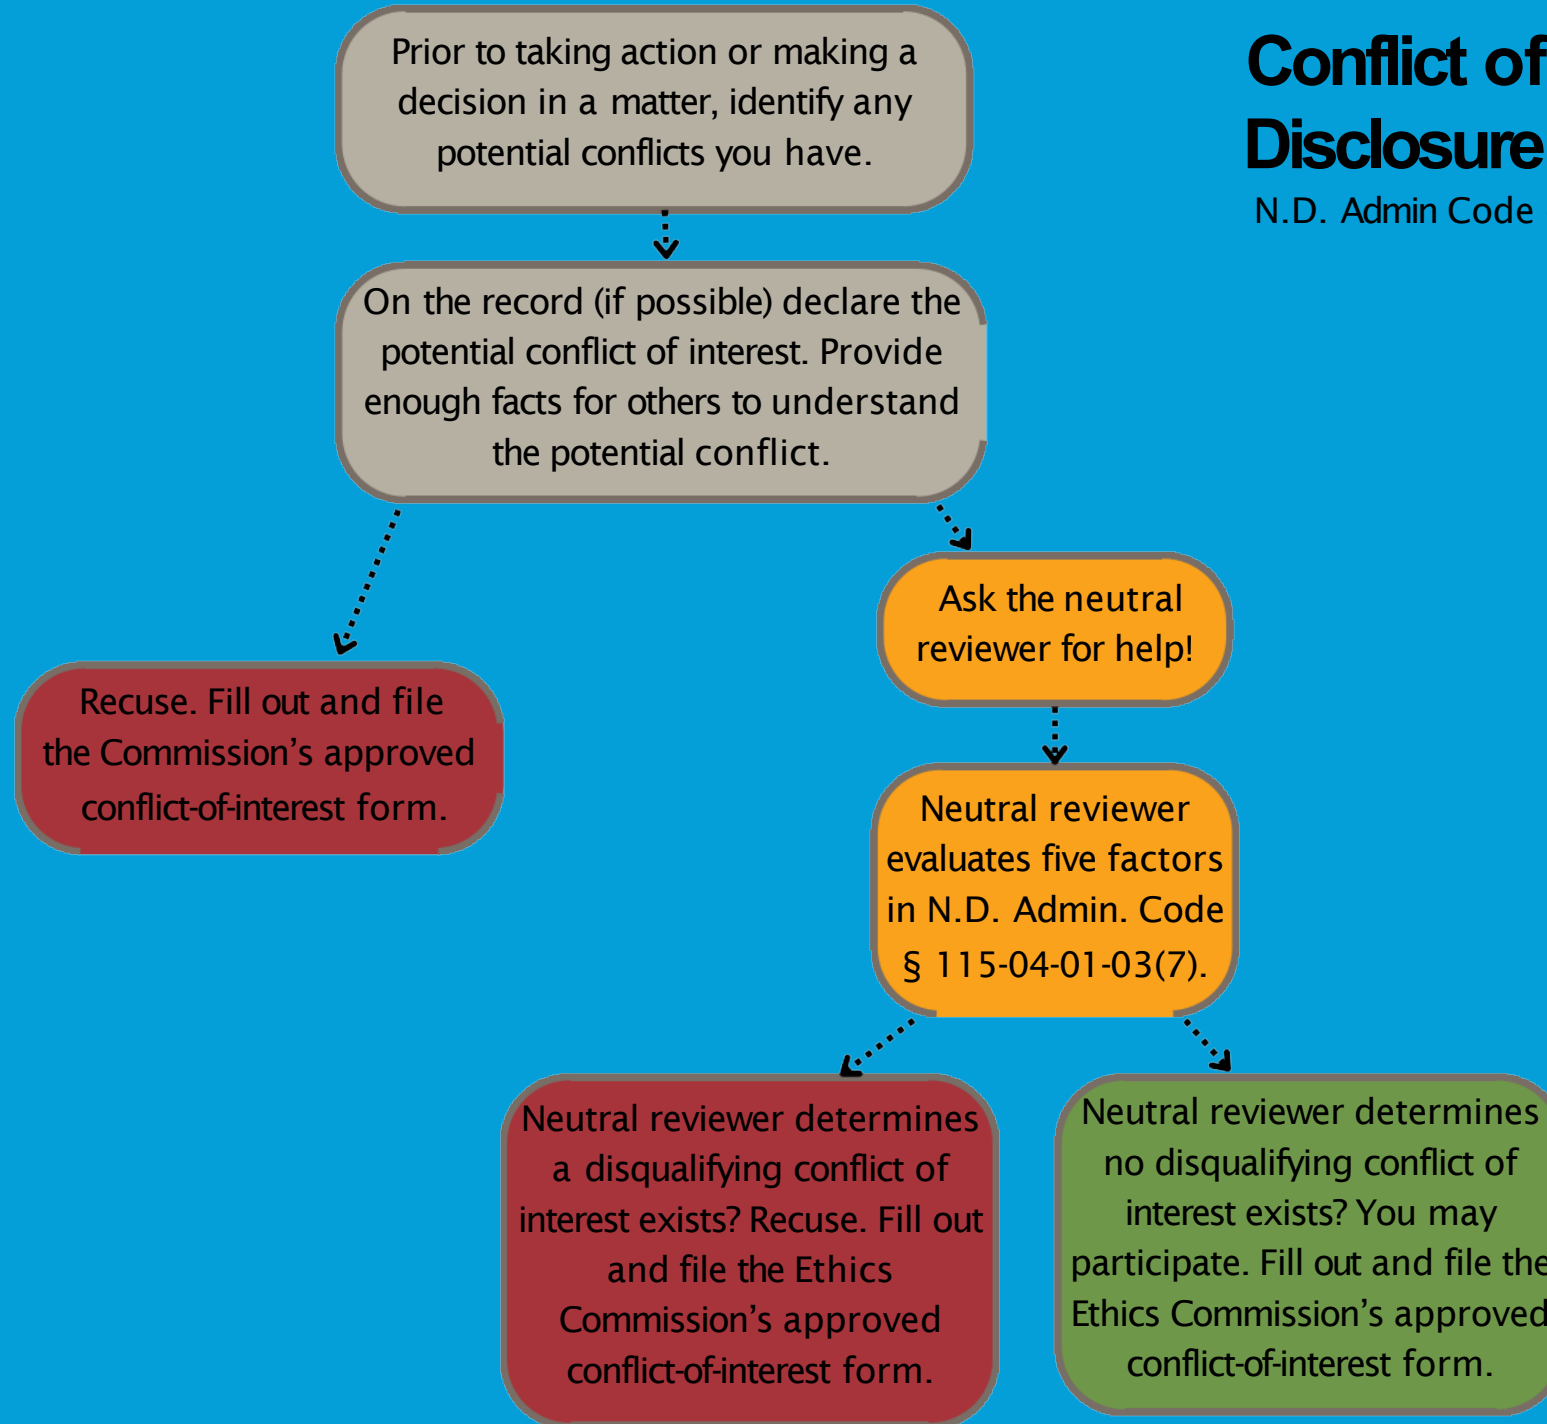 Prior to taking action or making a
decision in a matter, identify any
potential conflicts you have.
Conflict of
Disclosure
N.D. Admin Code
On the record (if possible) declare the
potential conflict of interest. Provide
enough facts for others to understand
the potential conflict.
Ask the neutral
reviewer for help!
Recuse. Fill out and file
the Commission’s approved
conflict-of-interest form.
Neutral reviewer
evaluates five factors
in N.D. Admin. Code
§ 115-04-01-03(7).
Neutral reviewer determines
a disqualifying conflict of
interest exists? Recuse. Fill out
and file the Ethics
Commission’s approved
conflict-of-interest form.
Neutral reviewer determines
no disqualifying conflict of
interest exists? You may
participate. Fill out and file the
Ethics Commission’s approved
conflict-of-interest form.